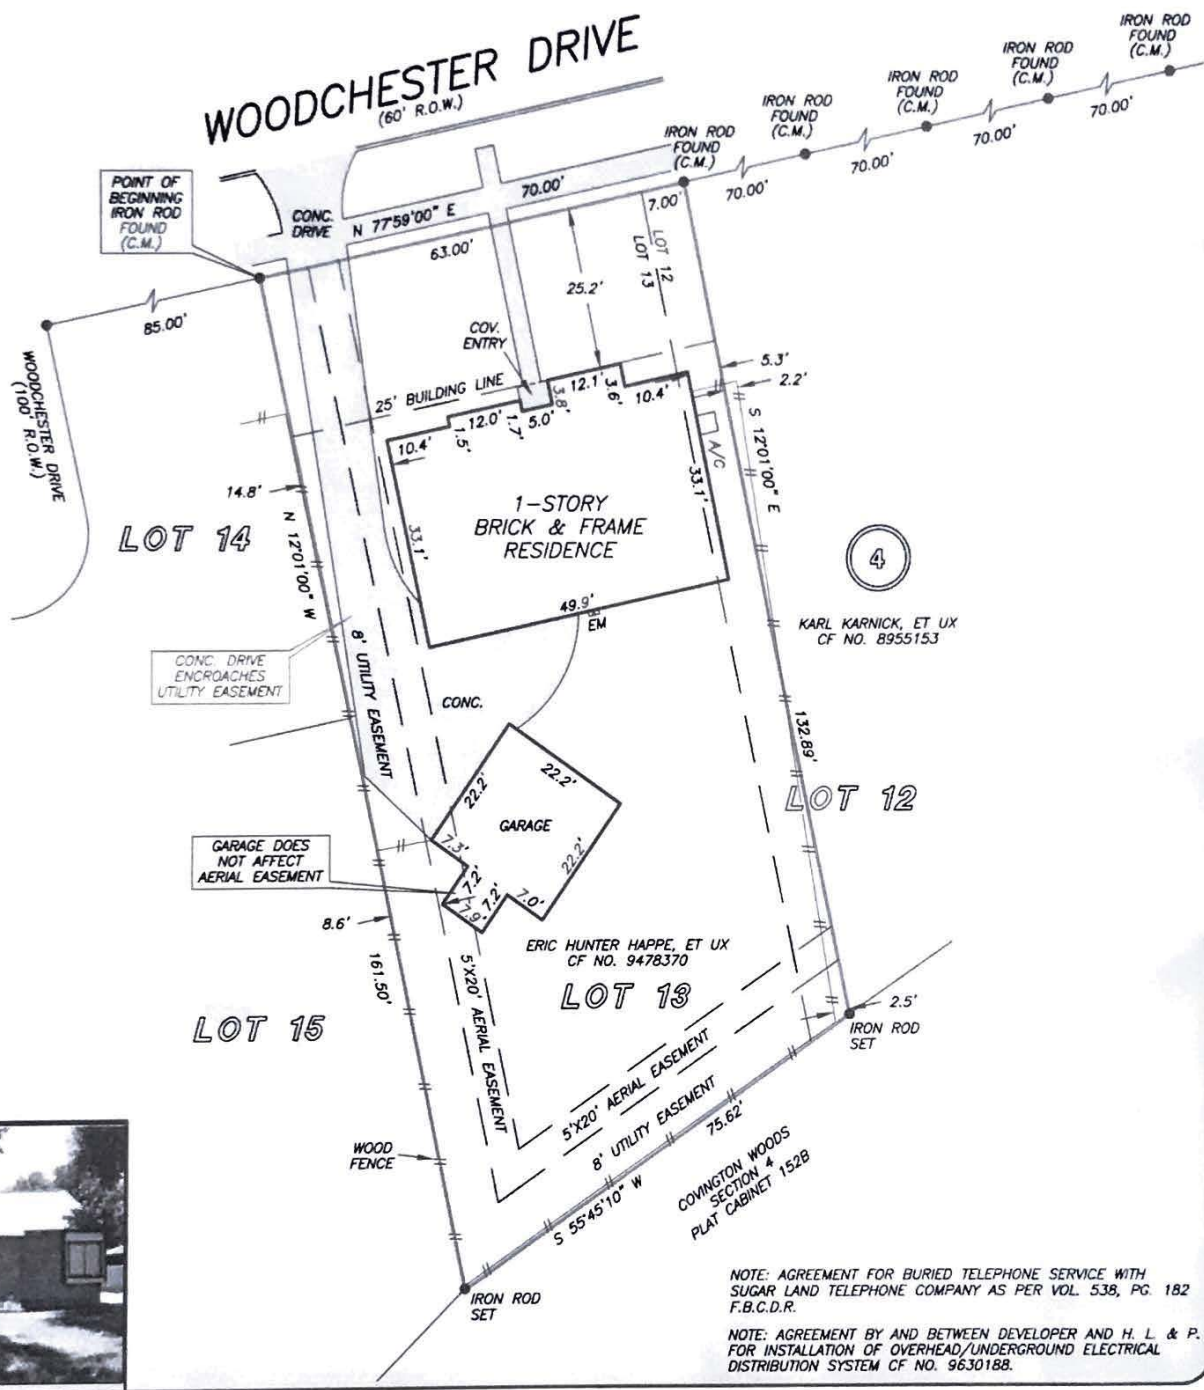 WOODCHESTER DRIVE
(60' R.O.W.)
IRON ROD
FOUND
(C.M.)
IRON ROD
FOUND
(C.M.)
IRON ROD
FOUND
(C.M.)
IRON ROD
FOUND
(C.M.)
IRON ROD
FOUND
(C.M.)
70.00'
70.00'
70.00'
70.00'
POINT OF
BEGINNING
IRON ROD
FOUND
(C.M.)
CONC.
DRIVE
N 77°59'00" E
70.00'
63.00'
7.00'
LOT 12
LOT 13
25.2'
85.00'
WOODCHESTER DRIVE
(100' R.O.W.)
COV.
ENTRY
25' BUILDING LINE
5.3'
2.2'
10.4'
1.5'
12.0'
1.7'
5.0'
3.8'
12.1'
3.6'
10.4'
A/C
S 12°01'00" E
14.8'
N 12°01'00" W
LOT 14
33.1'
1-STORY
BRICK & FRAME
RESIDENCE
33.1'
49.9'
EM
4
KARL KARNICK, ET UX
CF NO. 8955153
CONC. DRIVE
ENCROACHES
UTILITY EASEMENT
8' UTILITY EASEMENT
CONC.
132.89'
LOT 12
22.2'
22.2'
GARAGE
22.2'
7.3'
7.2'
7.2'
7.9'
7.0'
GARAGE DOES
NOT AFFECT
AERIAL EASEMENT
8.6'
161.50'
5'X20' AERIAL EASEMENT
ERIC HUNTER HAPPE, ET UX
CF NO. 9478370
LOT 13
LOT 15
2.5'
IRON ROD
SET
5'X20' AERIAL EASEMENT
8' UTILITY EASEMENT
75.62'
S 55°45'10" W
COVINGTON WOODS
SECTION 4
PLAT CABINET 152B
WOOD
FENCE
IRON ROD
SET
NOTE: AGREEMENT FOR BURIED TELEPHONE SERVICE WITH
SUGAR LAND TELEPHONE COMPANY AS PER VOL. 538, PG. 182
F.B.C.D.R.
NOTE: AGREEMENT BY AND BETWEEN DEVELOPER AND H. L. & P.
FOR INSTALLATION OF OVERHEAD/UNDERGROUND ELECTRICAL
DISTRIBUTION SYSTEM CF NO. 9630188.